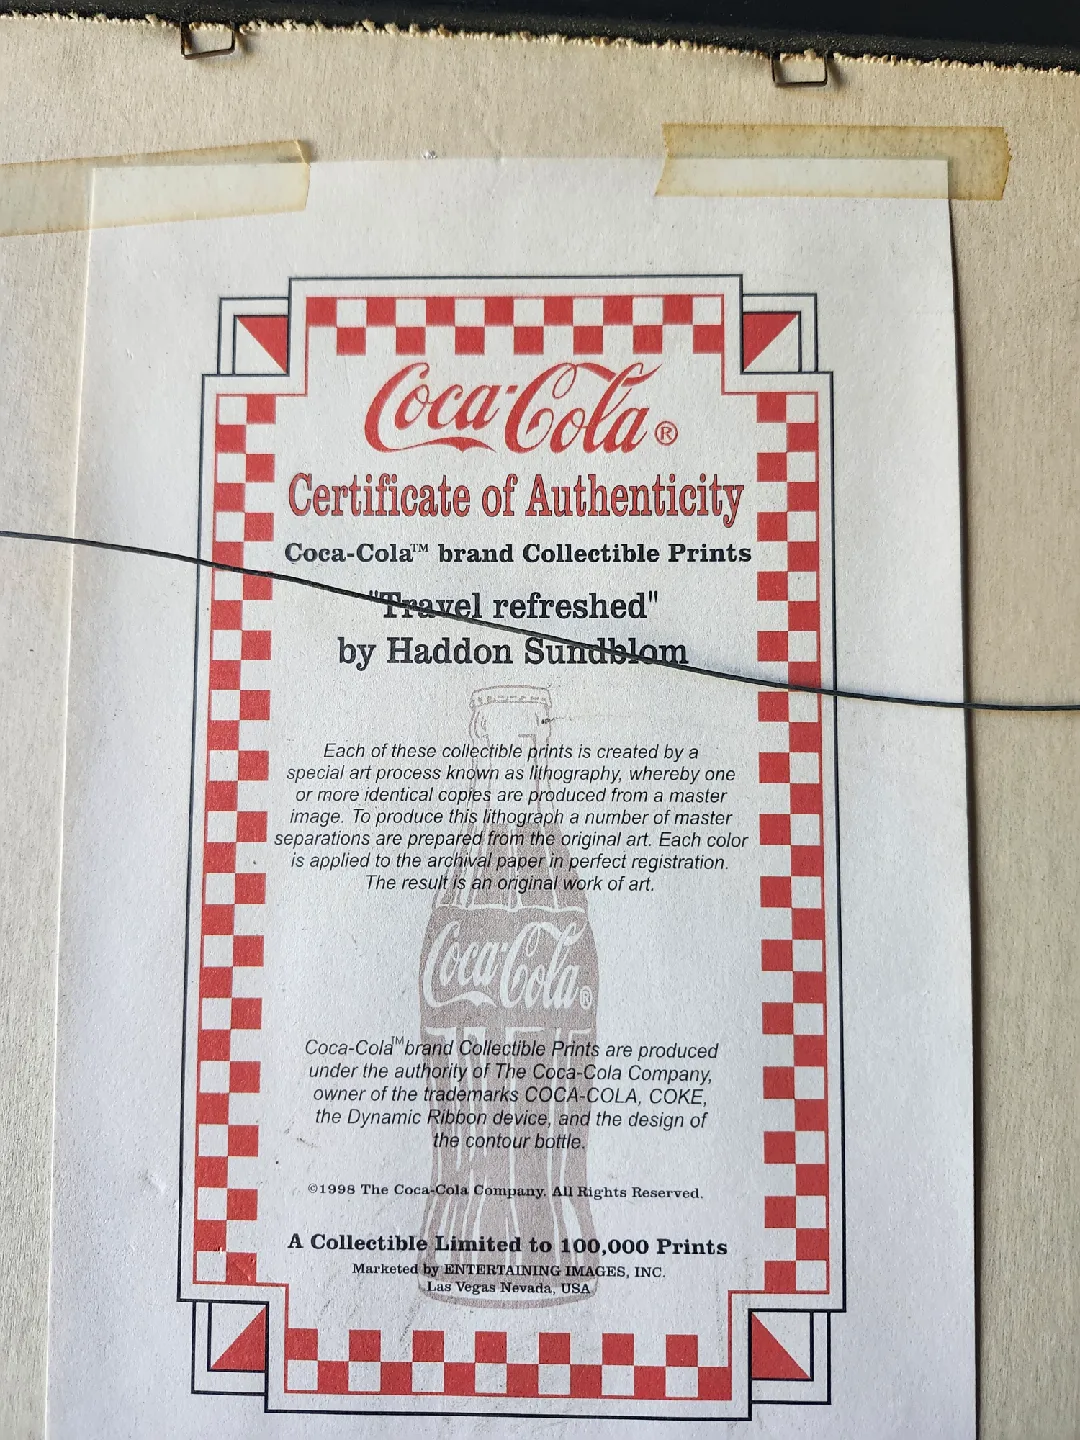 Coca-Cola®
Certificate of Authenticity
Coca-Cola™ brand Collectible Prints
"Travel refreshed"
by Haddon Sundblom
Each of these collectible prints is created by a
special art process known as lithography, whereby one
or more identical copies are produced from a master
image. To produce this lithograph a number of master
separations are prepared from the original art. Each color
is applied to the archival paper in perfect registration.
The result is an original work of art.
Coca-Cola®
Coca-Cola™ brand Collectible Prints are produced
under the authority of The Coca-Cola Company,
owner of the trademarks COCA-COLA, COKE,
the Dynamic Ribbon device, and the design of
the contour bottle.
©1998 The Coca-Cola Company. All Rights Reserved.
A Collectible Limited to 100,000 Prints
Marketed by ENTERTAINING IMAGES, INC.
Las Vegas Nevada, USA